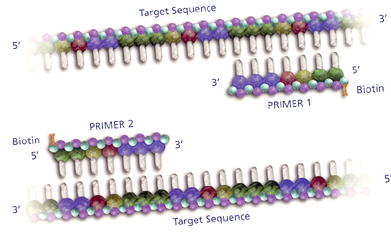 Target Sequence
5’
3’
3’
5’
PRIMER 1
Biotin
Biotin
PRIMER 2
5’
3’
3’
5’
Target Sequence